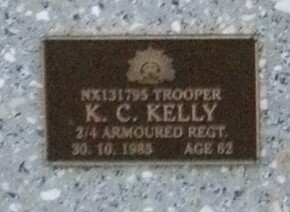 NX131795 TROOPER
K. C. KELLY
2/4 ARMOURED REGT.
30. 10. 1985 AGE 62